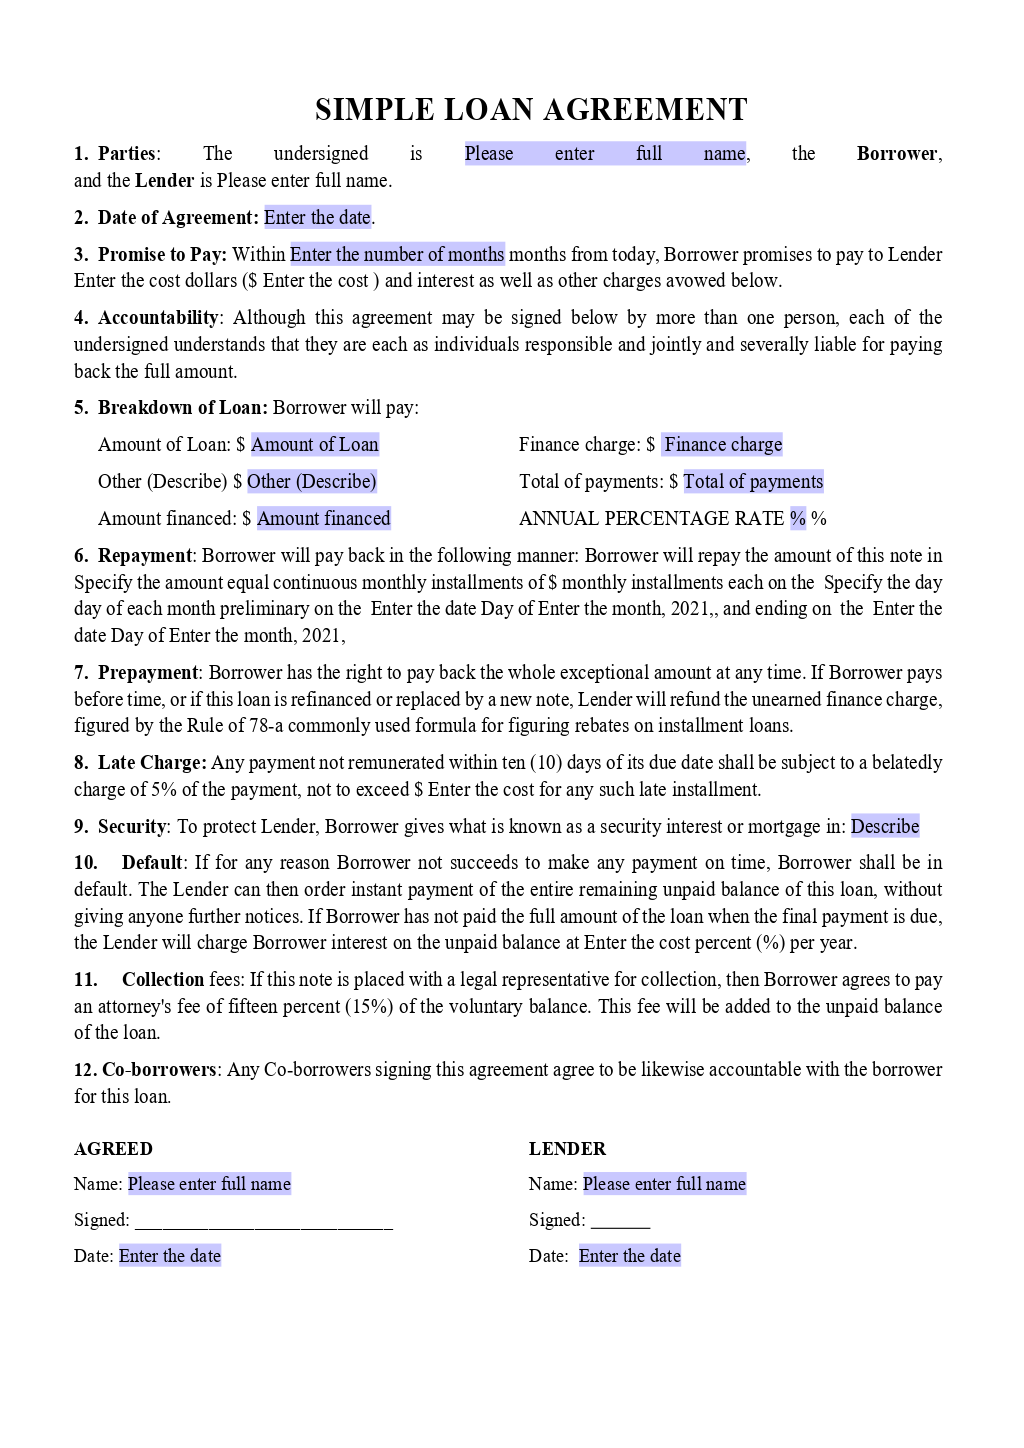 SIMPLE LOAN AGREEMENT
1. Parties: The undersigned is Please enter full name, the Borrower,
and the Lender is Please enter full name.
2. Date of Agreement: Enter the date.
3. Promise to Pay: Within Enter the number of months months from today, Borrower promises to pay to Lender
Enter the cost dollars ($ Enter the cost ) and interest as well as other charges avowed below.
4. Accountability: Although this agreement may be signed below by more than one person, each of the
undersigned understands that they are each as individuals responsible and jointly and severally liable for paying
back the full amount.
5. Breakdown of Loan: Borrower will pay:
Amount of Loan: $ Amount of Loan Finance charge: $ Finance charge
Other (Describe) $ Other (Describe) Total of payments: $ Total of payments
Amount financed: $ Amount financed ANNUAL PERCENTAGE RATE % %
6. Repayment: Borrower will pay back in the following manner: Borrower will repay the amount of this note in
Specify the amount equal continuous monthly installments of $ monthly installments each on the Specify the day
day of each month preliminary on the Enter the date Day of Enter the month, 2021,, and ending on the Enter the
date Day of Enter the month, 2021,
7. Prepayment: Borrower has the right to pay back the whole exceptional amount at any time. If Borrower pays
before time, or if this loan is refinanced or replaced by a new note, Lender will refund the unearned finance charge,
figured by the Rule of 78-a commonly used formula for figuring rebates on installment loans.
8. Late Charge: Any payment not remunerated within ten (10) days of its due date shall be subject to a belatedly
charge of 5% of the payment, not to exceed $ Enter the cost for any such late installment.
9. Security: To protect Lender, Borrower gives what is known as a security interest or mortgage in: Describe
10. Default: If for any reason Borrower not succeeds to make any payment on time, Borrower shall be in
default. The Lender can then order instant payment of the entire remaining unpaid balance of this loan, without
giving anyone further notices. If Borrower has not paid the full amount of the loan when the final payment is due,
the Lender will charge Borrower interest on the unpaid balance at Enter the cost percent (%) per year.
11. Collection fees: If this note is placed with a legal representative for collection, then Borrower agrees to pay
an attorney's fee of fifteen percent (15%) of the voluntary balance. This fee will be added to the unpaid balance
of the loan.
12. Co-borrowers: Any Co-borrowers signing this agreement agree to be likewise accountable with the borrower
for this loan.
AGREED LENDER
Name: Please enter full name Name: Please enter full name
Signed: ____________________________ Signed: ______
Date: Enter the date Date: Enter the date